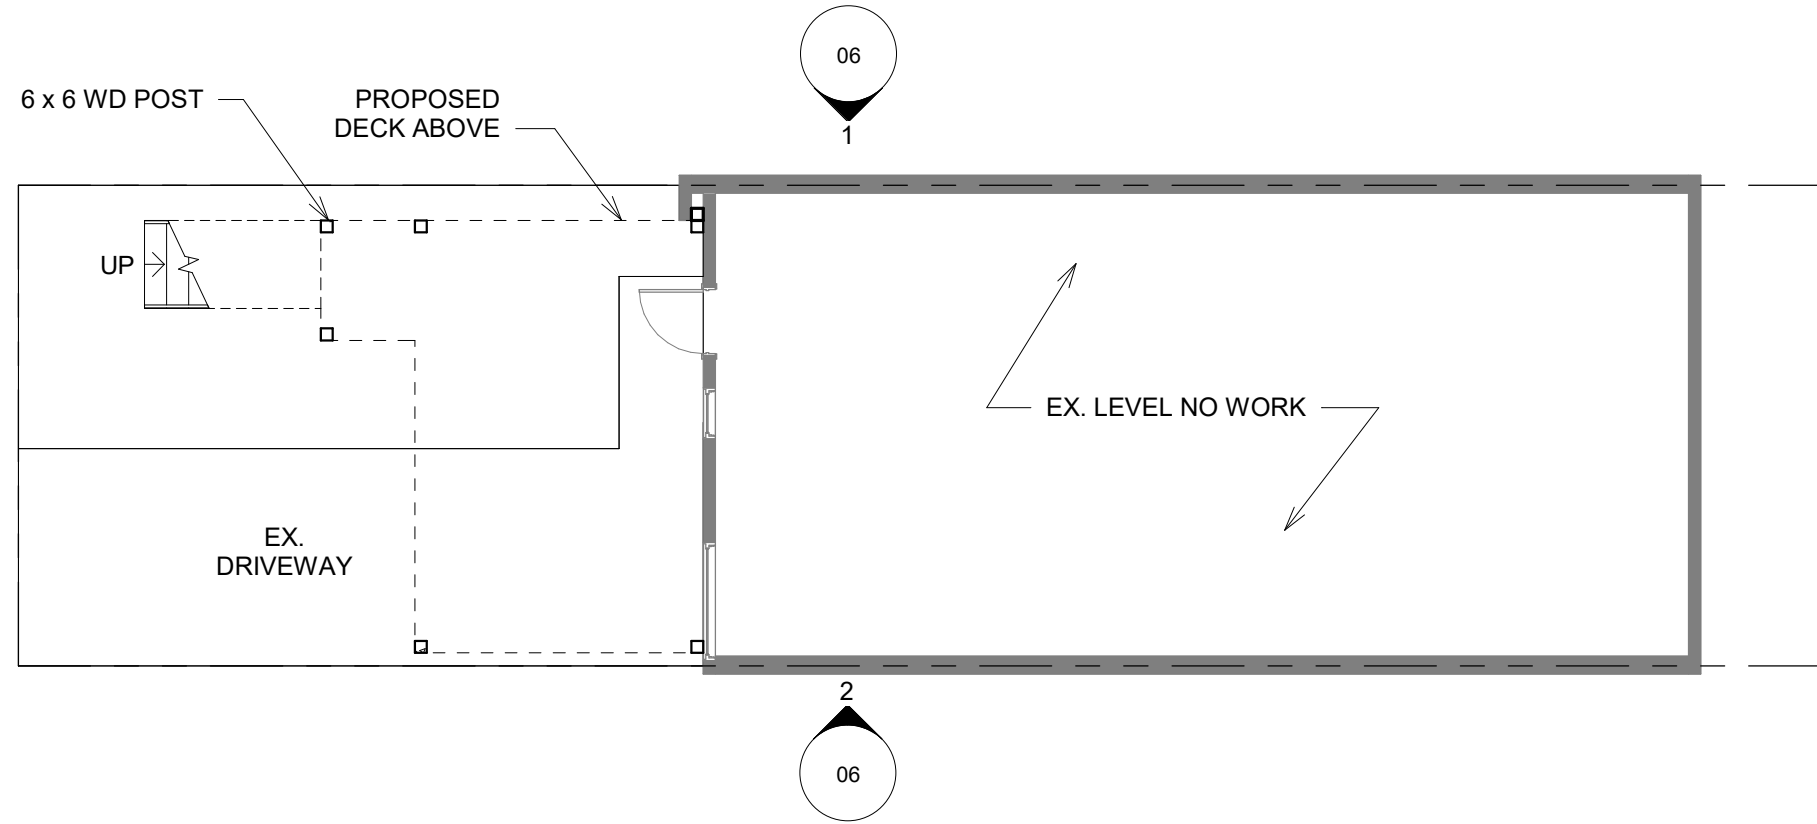 06
1
6 x 6 WD POST
PROPOSED
DECK ABOVE
UP
EX. LEVEL NO WORK
EX.
DRIVEWAY
2
06